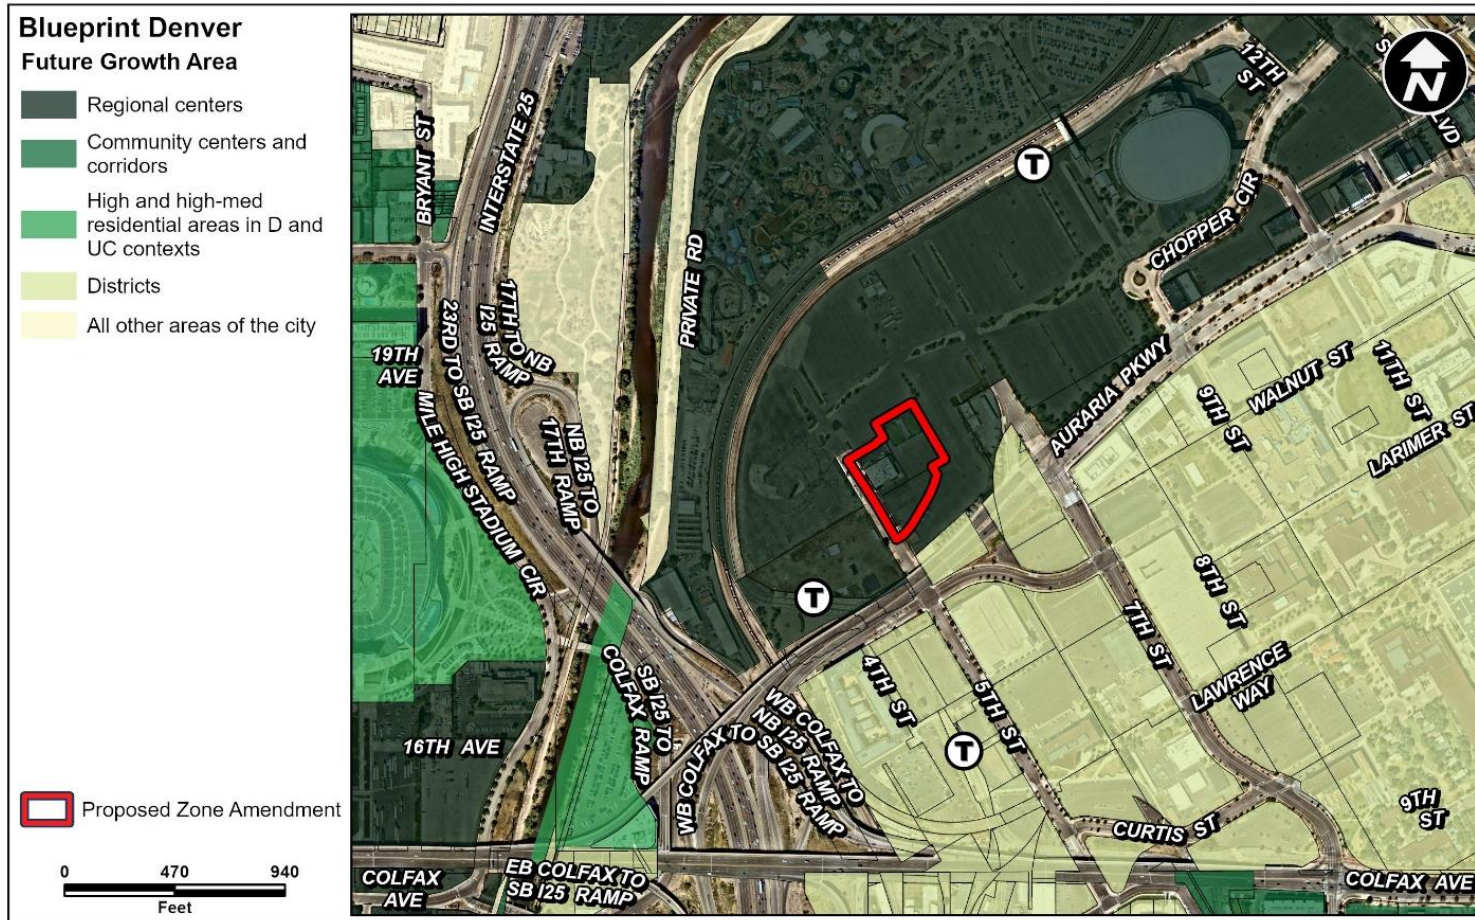 Blueprint Denver
Future Growth Area
Regional centers
Community centers and
corridors
High and high-med
residential areas in D and
UC contexts
Districts
All other areas of the city
Proposed Zone Amendment
0 470 940
Feet
N
12TH
ST
LVD
BRYANT ST
INTERSTATE 25
T
CHOPPER CIR
PRIVATE RD
17TH TO NB
I25 RAMP
23RD TO SB I25 RAMP
19TH
AVE
MILE HIGH STADIUM CIR
NB I25 TO
17TH RAMP
AURARIA PKWY
WALNUT ST
11TH ST
9TH ST
LARIMER ST
8TH ST
7TH ST
T
LAWRENCE
WAY
4TH ST
5TH ST
SB I25 TO
COLFAX RAMP
WB COLFAX TO
NB I25 RAMP
WB COLFAX TO SB I25 RAMP
16TH AVE
T
9TH
ST
CURTIS ST
EB COLFAX TO
SB I25 RAMP
COLFAX
AVE
COLFAX AVE